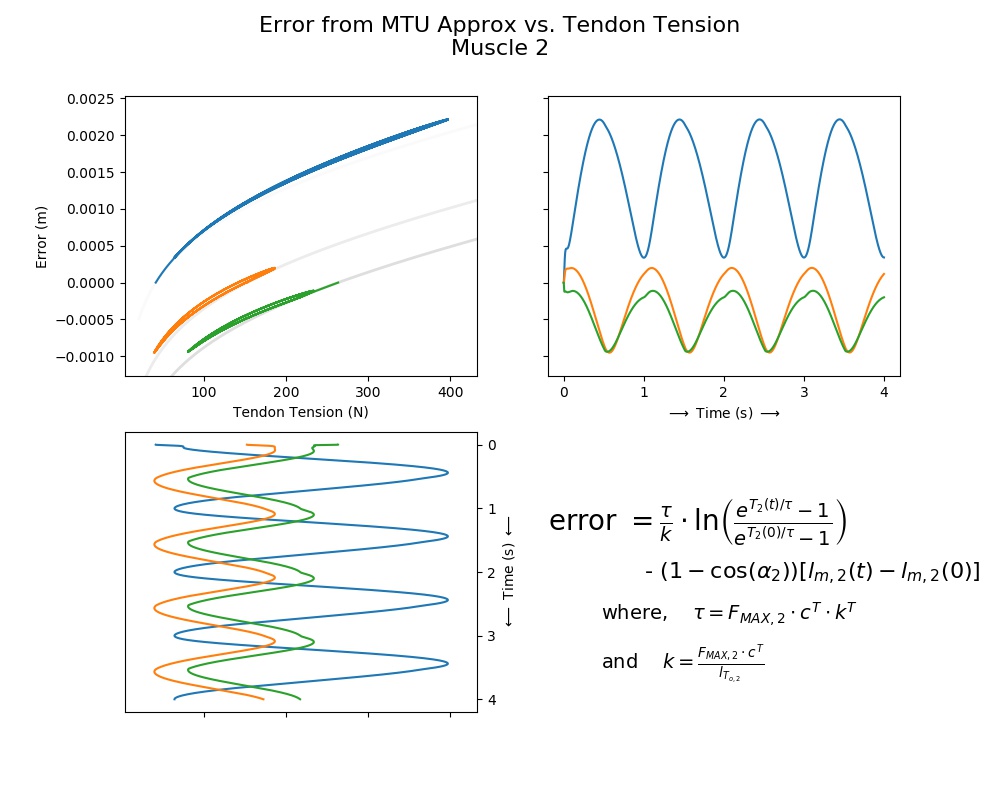 Error from MTU Approx vs. Tendon Tension
Muscle 2
0.0025
0.0020
0.0015
0.0010
0.0005
0.0000
−0.0005
−0.0010
Error (m)
100 200 300 400
Tendon Tension (N)
0 1 2 3 4
⟶ Time (s) ⟶
0
1
2
3
4
⟵ Time (s) ⟵
error = τ/k · ln((e^{T_2(t)/τ} − 1)/(e^{T_2(0)/τ} − 1))
- (1 − cos(α_2))[l_{m,2}(t) − l_{m,2}(0)]
where, τ = F_{MAX,2} · c^T · k^T
and k = (F_{MAX,2} · c^T)/l_{T_{o,2}}